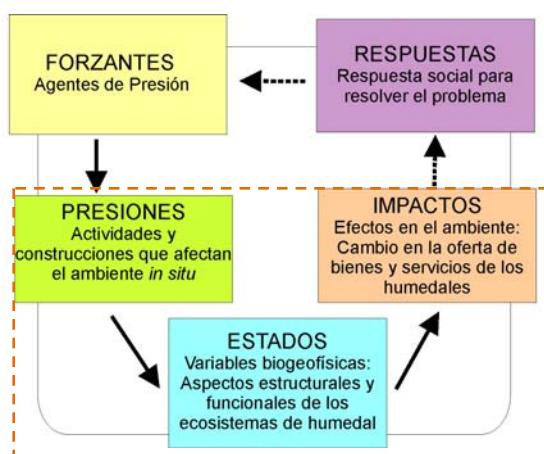 FORZANTES
Agentes de Presión
RESPUESTAS
Respuesta social para
resolver el problema
PRESIONES
Actividades y
construcciones que afectan
el ambiente in situ
IMPACTOS
Efectos en el ambiente:
Cambio en la oferta de
bienes y servicios de los
humedales
ESTADOS
Variables biogeofísicas:
Aspectos estructurales y
funcionales de los
ecosistemas de humedal